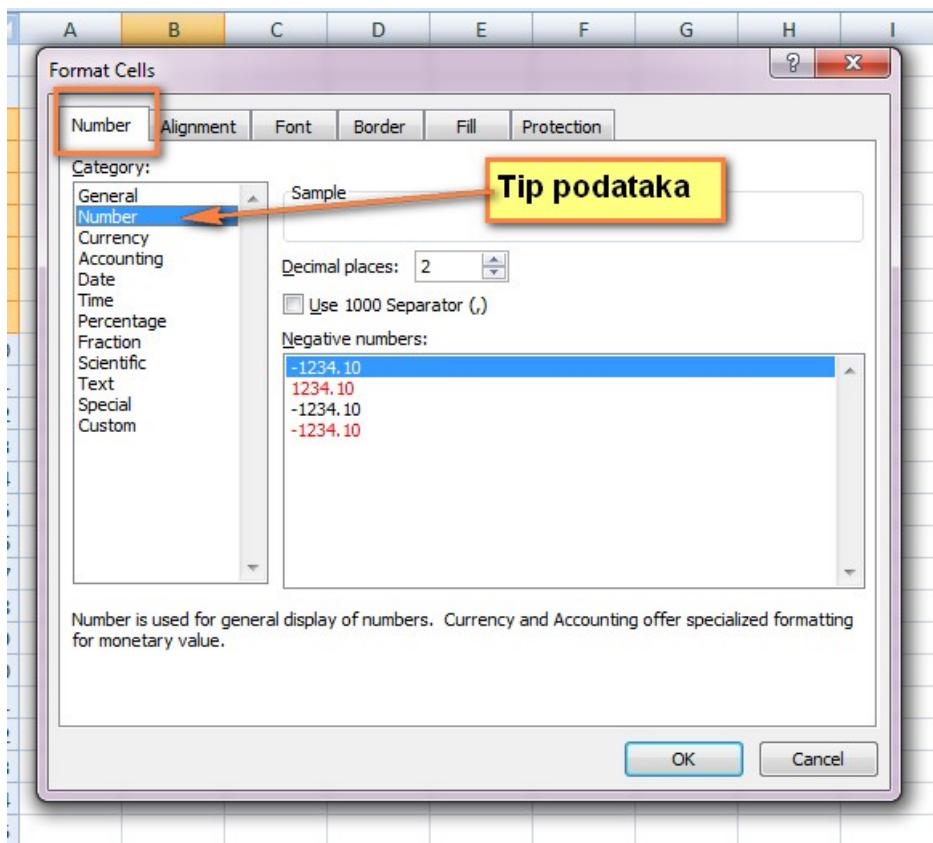 A B C D E F G H I
Format Cells
Number Alignment Font Border Fill Protection
Category:
General
Number
Currency
Accounting
Date
Time
Percentage
Fraction
Scientific
Text
Special
Custom
Sample
Tip podataka
Decimal places: 2
Use 1000 Separator (,)
Negative numbers:
-1234.10
1234.10
-1234.10
-1234.10
Number is used for general display of numbers. Currency and Accounting offer specialized formatting
for monetary value.
OK Cancel